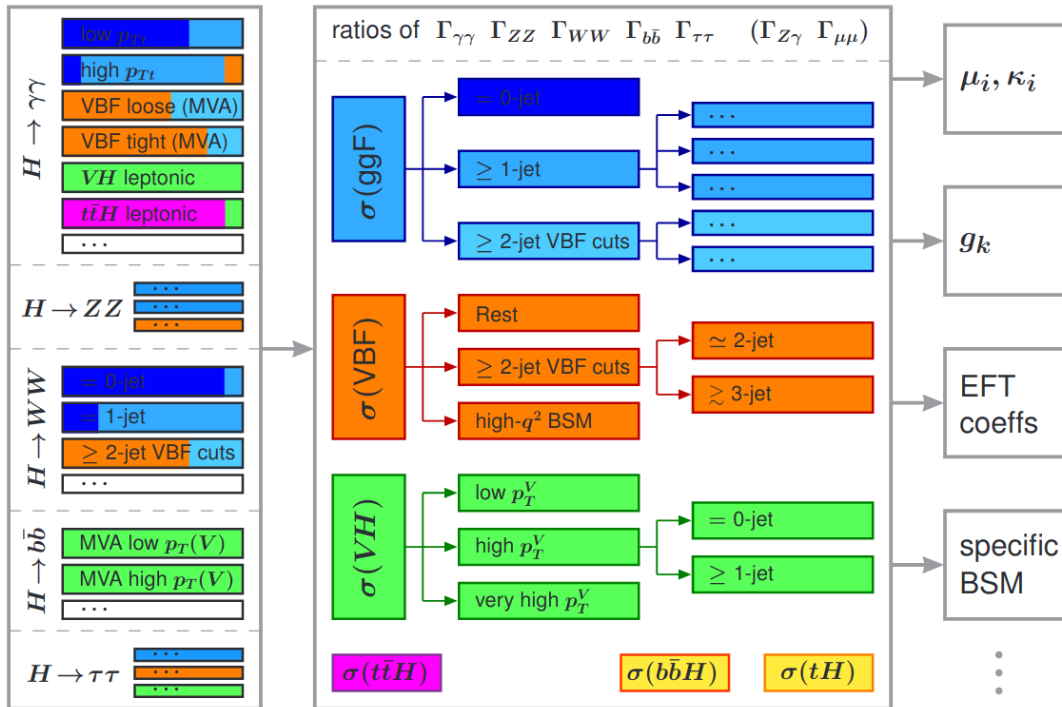 H → γγ
low p_Tt
high p_Tt
VBF loose (MVA)
VBF tight (MVA)
VH leptonic
tt̄H leptonic
···
H → ZZ
···
···
···
H → WW
= 0-jet
= 1-jet
≥ 2-jet VBF cuts
···
H → bb̄
MVA low p_T(V)
MVA high p_T(V)
···
H → ττ
···
···
···
ratios of Γ_γγ Γ_ZZ Γ_WW Γ_bb̄ Γ_ττ (Γ_Zγ Γ_μμ)
σ(ggF)
= 0-jet
≥ 1-jet
≥ 2-jet VBF cuts
···
···
···
···
···
σ(VBF)
Rest
≥ 2-jet VBF cuts
high-q² BSM
≃ 2-jet
≳ 3-jet
σ(VH)
low p_T^V
high p_T^V
very high p_T^V
= 0-jet
≥ 1-jet
σ(tt̄H)
σ(bb̄H)
σ(tH)
μ_i, κ_i
g_k
EFT
coeffs
specific
BSM